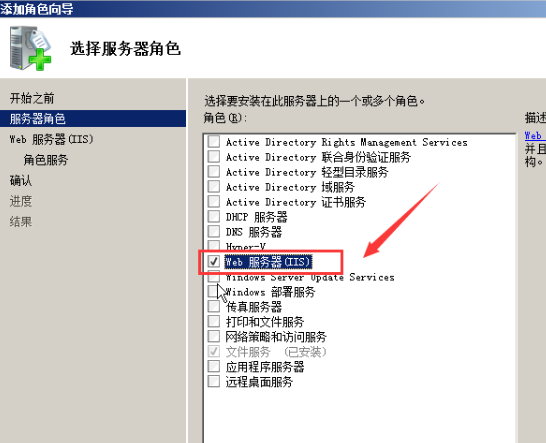 添加角色向导
选择服务器角色
开始之前
服务器角色
Web 服务器(IIS)
角色服务
确认
进度
结果
选择要安装在此服务器上的一个或多个角色。
角色(R):
Active Directory Rights Management Services
Active Directory 联合身份验证服务
Active Directory 轻型目录服务
Active Directory 域服务
Active Directory 证书服务
DHCP 服务器
DNS 服务器
Hyper-V
Web 服务器(IIS)
Windows Server Update Services
Windows 部署服务
传真服务器
打印和文件服务
网络策略和访问服务
文件服务 (已安装)
应用程序服务器
远程桌面服务
描述
Web
并且
构。